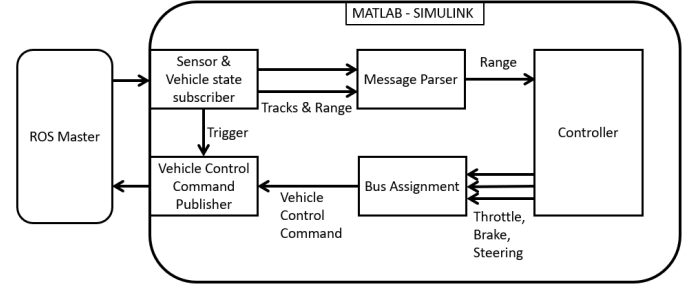 MATLAB - SIMULINK
Sensor &
Vehicle state
subscriber
Message Parser
Range
Tracks & Range
ROS Master
Trigger
Controller
Vehicle Control
Command
Publisher
Bus Assignment
Vehicle
Control
Command
Throttle,
Brake,
Steering